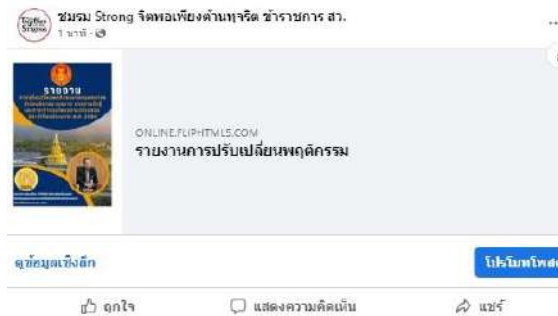 ชมรม Strong จิตพอเพียงต้านทุจริต ข้าราชการ สว.
1 นาที
รายงาน
ONLINE.FLIPHTML5.COM
รายงานการปรับเปลี่ยนพฤติกรรม
ดูข้อมูลเชิงลึก
โปรโมทโพสต์
ถูกใจ
แสดงความคิดเห็น
แชร์